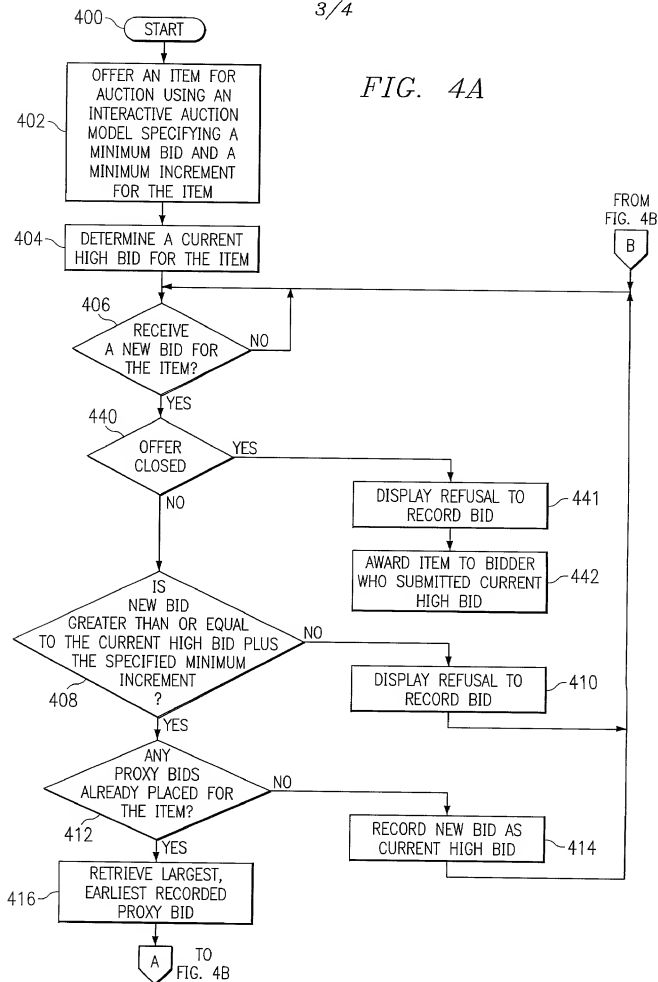 3/4
FIG. 4A
400
START
402
OFFER AN ITEM FOR
AUCTION USING AN
INTERACTIVE AUCTION
MODEL SPECIFYING A
MINIMUM BID AND A
MINIMUM INCREMENT
FOR THE ITEM
404
DETERMINE A CURRENT
HIGH BID FOR THE ITEM
FROM
FIG. 4B
B
406
RECEIVE
A NEW BID FOR
THE ITEM?
NO
YES
440
OFFER
CLOSED
YES
NO
DISPLAY REFUSAL TO
RECORD BID
441
AWARD ITEM TO BIDDER
WHO SUBMITTED CURRENT
HIGH BID
442
IS
NEW BID
GREATER THAN OR EQUAL
TO THE CURRENT HIGH BID PLUS
THE SPECIFIED MINIMUM
INCREMENT
?
408
NO
YES
DISPLAY REFUSAL TO
RECORD BID
410
ANY
PROXY BIDS
ALREADY PLACED FOR
THE ITEM?
412
NO
YES
RECORD NEW BID AS
CURRENT HIGH BID
414
416
RETRIEVE LARGEST,
EARLIEST RECORDED
PROXY BID
A
TO
FIG. 4B